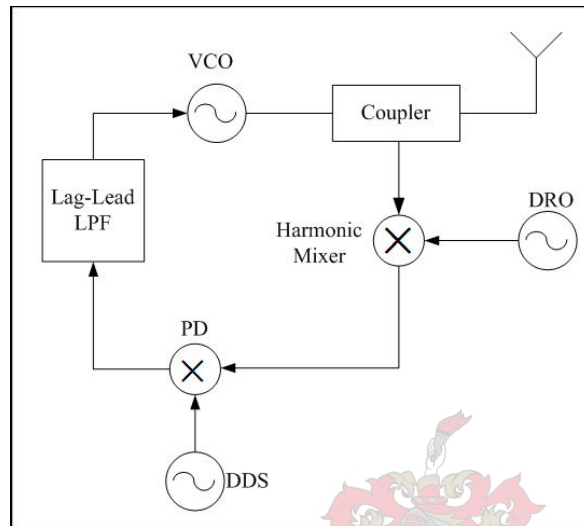 VCO
Coupler
Lag-Lead
LPF
DRO
Harmonic
Mixer
PD
DDS